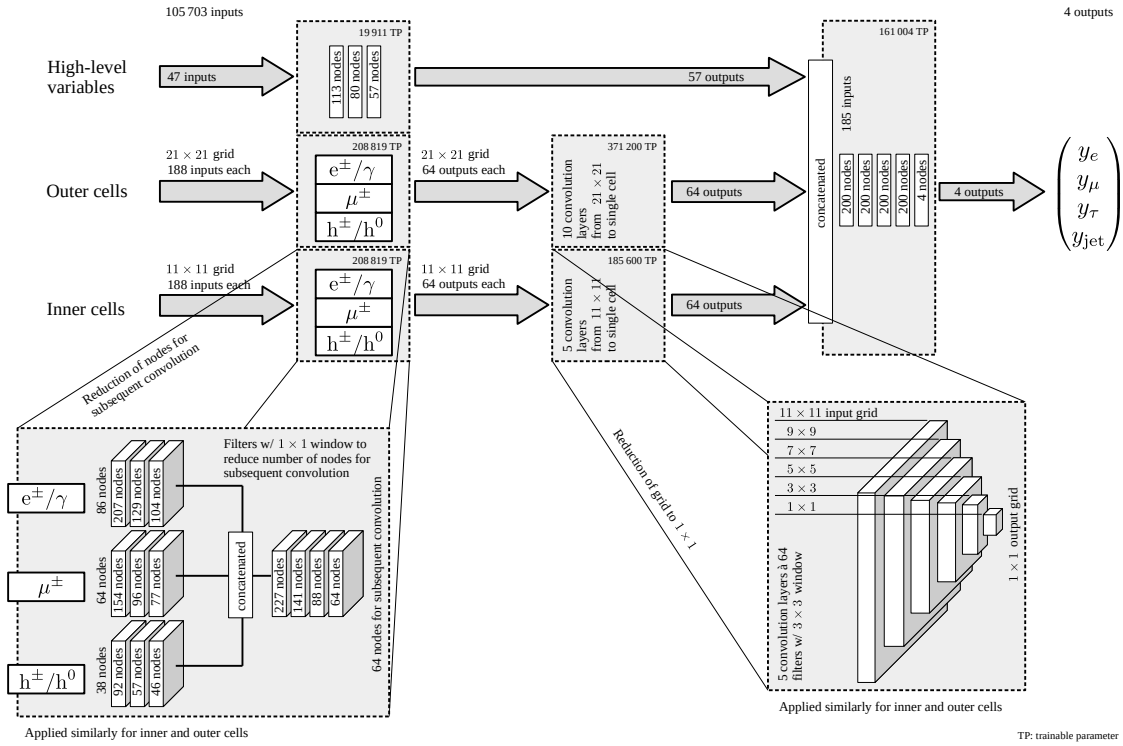 105 703 inputs
4 outputs
High-level
variables
47 inputs
19 911 TP
113 nodes
80 nodes
57 nodes
57 outputs
161 004 TP
185 inputs
concatenated
200 nodes
200 nodes
200 nodes
200 nodes
4 nodes
4 outputs
y_e
y_μ
y_τ
y_jet
Outer cells
21 × 21 grid
188 inputs each
208 819 TP
e^±/γ
μ^±
h^±/h^0
21 × 21 grid
64 outputs each
371 200 TP
10 convolution
layers
from 21 × 21
to single cell
64 outputs
Inner cells
11 × 11 grid
188 inputs each
208 819 TP
e^±/γ
μ^±
h^±/h^0
11 × 11 grid
64 outputs each
185 600 TP
5 convolution
layers
from 11 × 11
to single cell
64 outputs
Reduction of nodes for
subsequent convolution
Filters w/ 1 × 1 window to
reduce number of nodes for
subsequent convolution
e^±/γ
86 nodes
207 nodes
129 nodes
104 nodes
μ^±
64 nodes
154 nodes
96 nodes
77 nodes
h^±/h^0
38 nodes
92 nodes
57 nodes
46 nodes
concatenated
227 nodes
141 nodes
88 nodes
64 nodes
64 nodes for subsequent convolution
Applied similarly for inner and outer cells
Reduction of grid to 1 × 1
11 × 11 input grid
9 × 9
7 × 7
5 × 5
3 × 3
1 × 1
5 convolution layers à 64
filters w/ 3 × 3 window
1 × 1 output grid
Applied similarly for inner and outer cells
TP: trainable parameter